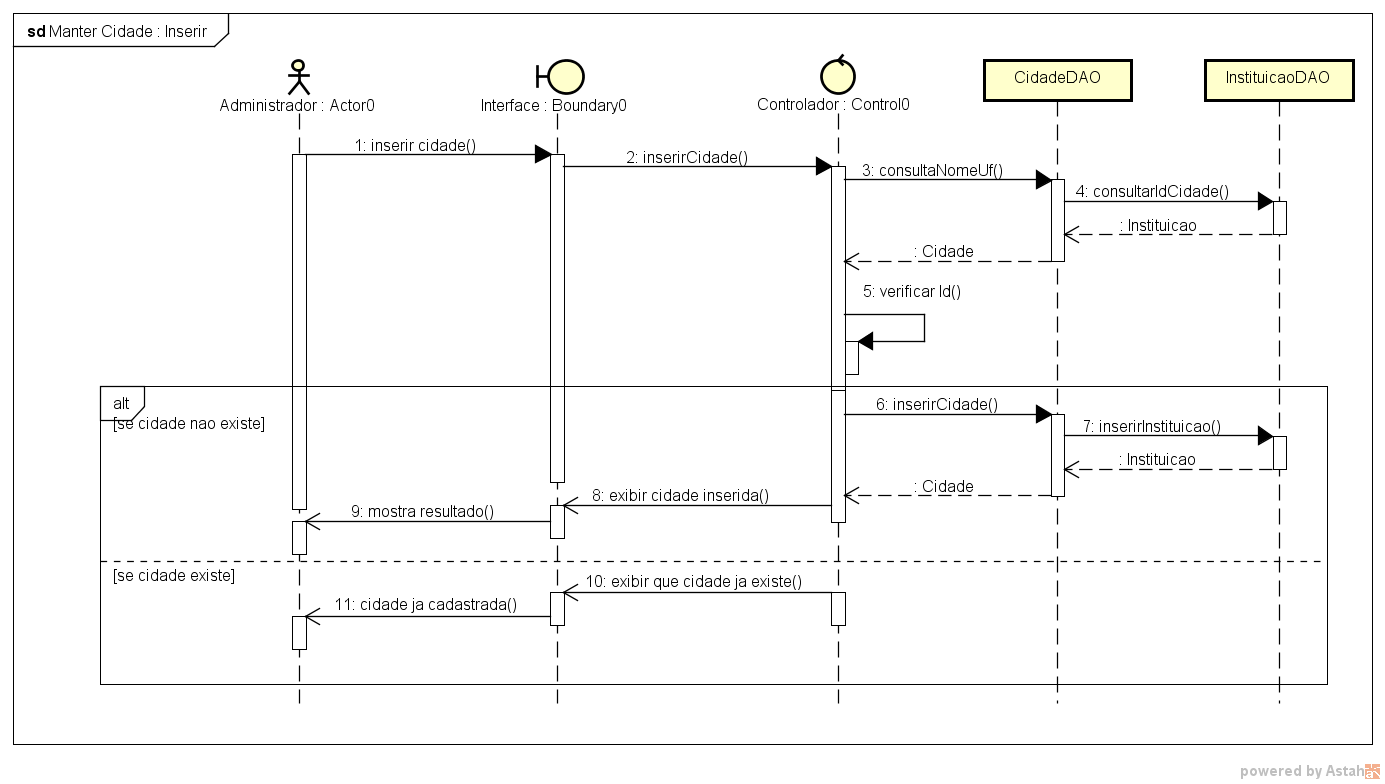 sd Manter Cidade : Inserir
Administrador : Actor0
Interface : Boundary0
Controlador : Control0
CidadeDAO
InstituicaoDAO
1: inserir cidade()
2: inserirCidade()
3: consultaNomeUf()
4: consultarIdCidade()
: Instituicao
: Cidade
5: verificar Id()
alt
[se cidade nao existe]
6: inserirCidade()
7: inserirInstituicao()
: Instituicao
: Cidade
8: exibir cidade inserida()
9: mostra resultado()
[se cidade existe]
10: exibir que cidade ja existe()
11: cidade ja cadastrada()
powered by Astah